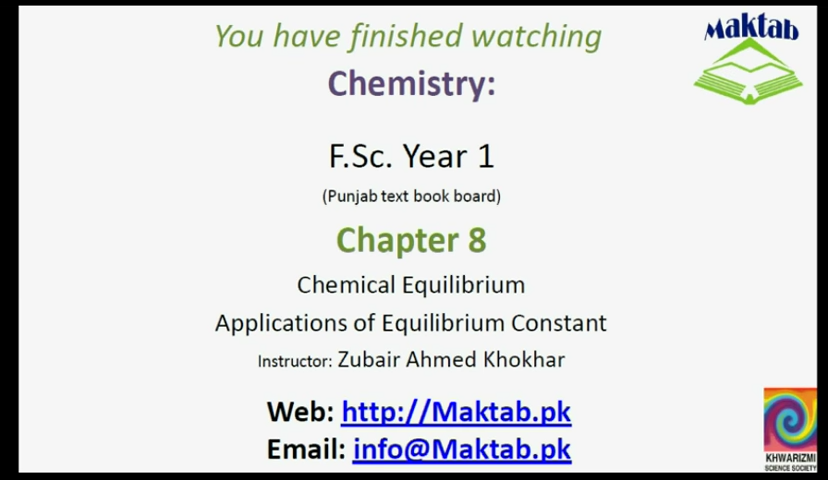 You have finished watching
Maktab
Chemistry:
F.Sc. Year 1
(Punjab text book board)
Chapter 8
Chemical Equilibrium
Applications of Equilibrium Constant
Instructor: Zubair Ahmed Khokhar
Web: http://Maktab.pk
Email: info@Maktab.pk
KHWARIZMI
SCIENCE SOCIETY